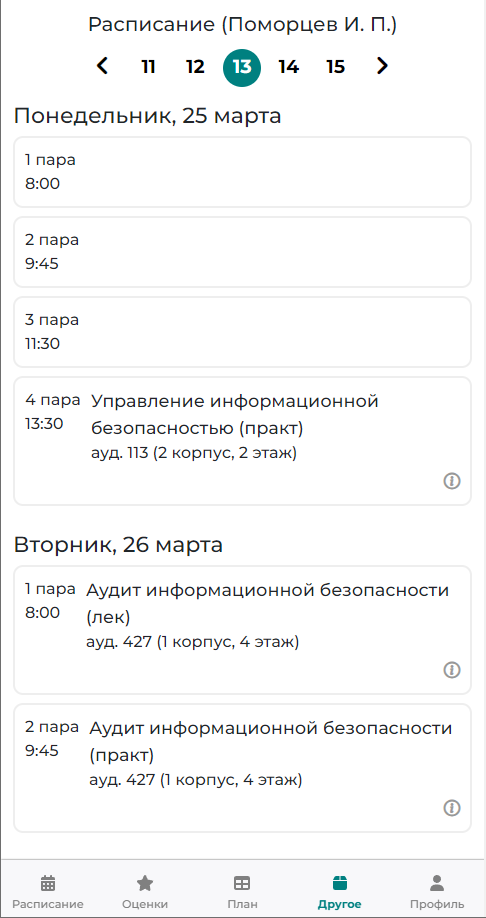 Расписание (Поморцев И. П.)
11 12 13 14 15
Понедельник, 25 марта
1 пара
8:00
2 пара
9:45
3 пара
11:30
4 пара Управление информационной
13:30 безопасностью (практ)
ауд. 113 (2 корпус, 2 этаж)
Вторник, 26 марта
1 пара Аудит информационной безопасности
8:00 (лек)
ауд. 427 (1 корпус, 4 этаж)
2 пара Аудит информационной безопасности
9:45 (практ)
ауд. 427 (1 корпус, 4 этаж)
Расписание Оценки План Другое Профиль